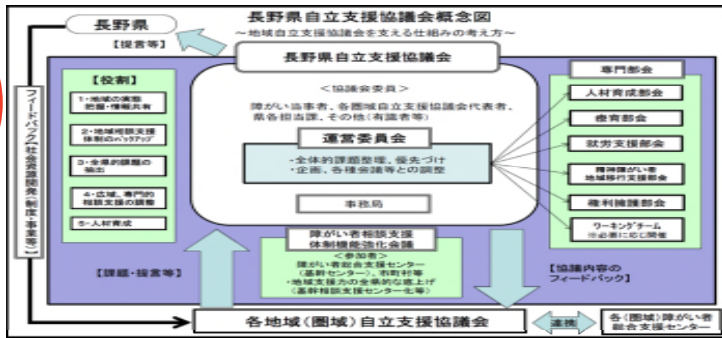 長野県自立支援協議会概念図
～地域自立支援協議会を支える仕組みの考え方～
長野県
【提言等】
長野県自立支援協議会
＜協議会委員＞
障がい当事者、各圏域自立支援協議会代表者、
県各担当課、その他（有識者等）
運営委員会
・全体的課題整理、優先づけ
・企画、各種会議等との調整
事務局
【役割】
1・地域の実態
把握・情報共有
2・地域相談支援
体制のバックアップ
3・全県的課題の
抽出
4・広域、専門的
相談支援の調整
5・人材育成
専門部会
人材育成部会
療育部会
就労支援部会
精神障がい者
地域移行支援部会
権利擁護部会
ワーキングチーム
※必要に応じ開催
フィードバック【社会資源開発（制度・事業等）】
障がい者相談支援
体制機能強化会議
＜参加者＞
障がい者総合支援センター
（基幹センター）、市町村等
・地域支援力の全県的な底上げ
（基幹相談支援センター化等）
【課題・提言等】
【協議内容の
フィードバック】
各地域（圏域）自立支援協議会
連携
各（圏域）障がい者
総合支援センター